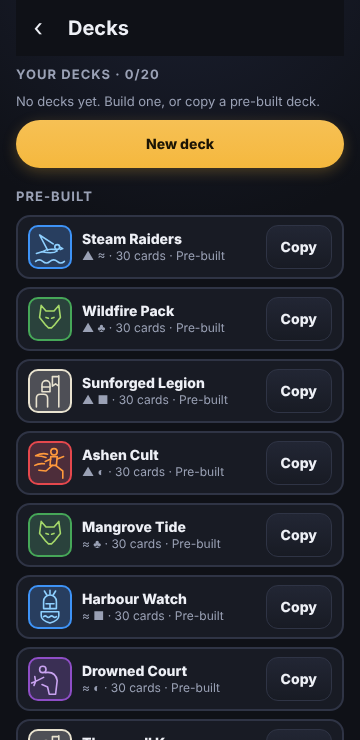 ‹ Decks
YOUR DECKS · 0/20
No decks yet. Build one, or copy a pre-built deck.
New deck
PRE-BUILT
Steam Raiders
▲ ≈ · 30 cards · Pre-built
Copy
Wildfire Pack
▲ ♣ · 30 cards · Pre-built
Copy
Sunforged Legion
▲ ■ · 30 cards · Pre-built
Copy
Ashen Cult
▲ ◖ · 30 cards · Pre-built
Copy
Mangrove Tide
≈ ♣ · 30 cards · Pre-built
Copy
Harbour Watch
≈ ■ · 30 cards · Pre-built
Copy
Drowned Court
≈ ◖ · 30 cards · Pre-built
Copy